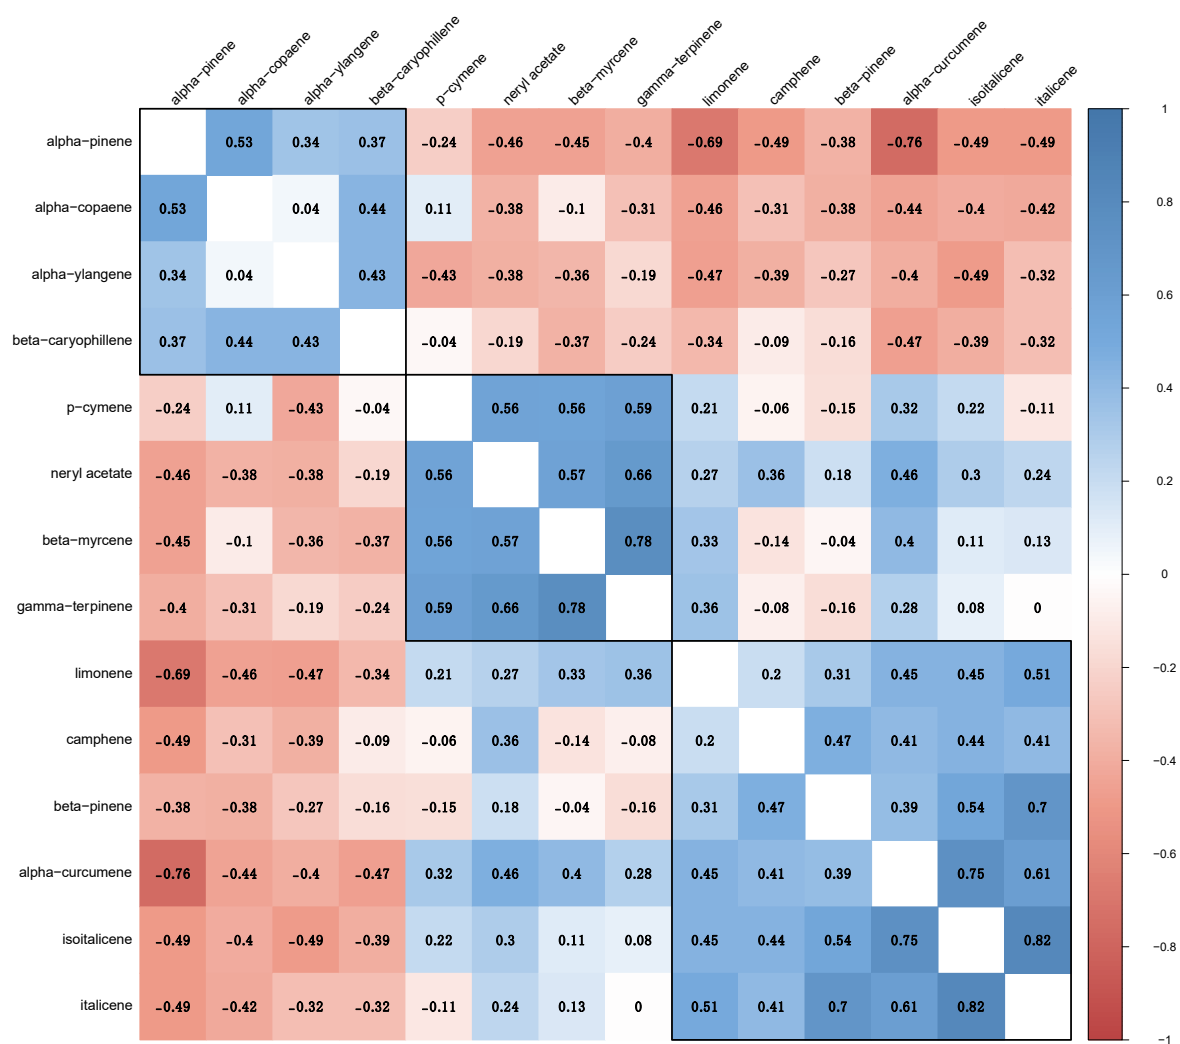 alpha−pinene alpha−copaene alpha−ylangene beta−caryophillene p−cymene neryl acetate beta−myrcene gamma−terpinene limonene camphene beta−pinene alpha−curcumene isoitalicene italicene
alpha−pinene 0.53 0.34 0.37 −0.24 −0.46 −0.45 −0.4 −0.69 −0.49 −0.38 −0.76 −0.49 −0.49
alpha−copaene 0.53 0.04 0.44 0.11 −0.38 −0.1 −0.31 −0.46 −0.31 −0.38 −0.44 −0.4 −0.42
alpha−ylangene 0.34 0.04 0.43 −0.43 −0.38 −0.36 −0.19 −0.47 −0.39 −0.27 −0.4 −0.49 −0.32
beta−caryophillene 0.37 0.44 0.43 −0.04 −0.19 −0.37 −0.24 −0.34 −0.09 −0.16 −0.47 −0.39 −0.32
p−cymene −0.24 0.11 −0.43 −0.04 0.56 0.56 0.59 0.21 −0.06 −0.15 0.32 0.22 −0.11
neryl acetate −0.46 −0.38 −0.38 −0.19 0.56 0.57 0.66 0.27 0.36 0.18 0.46 0.3 0.24
beta−myrcene −0.45 −0.1 −0.36 −0.37 0.56 0.57 0.78 0.33 −0.14 −0.04 0.4 0.11 0.13
gamma−terpinene −0.4 −0.31 −0.19 −0.24 0.59 0.66 0.78 0.36 −0.08 −0.16 0.28 0.08 0
limonene −0.69 −0.46 −0.47 −0.34 0.21 0.27 0.33 0.36 0.2 0.31 0.45 0.45 0.51
camphene −0.49 −0.31 −0.39 −0.09 −0.06 0.36 −0.14 −0.08 0.2 0.47 0.41 0.44 0.41
beta−pinene −0.38 −0.38 −0.27 −0.16 −0.15 0.18 −0.04 −0.16 0.31 0.47 0.39 0.54 0.7
alpha−curcumene −0.76 −0.44 −0.4 −0.47 0.32 0.46 0.4 0.28 0.45 0.41 0.39 0.75 0.61
isoitalicene −0.49 −0.4 −0.49 −0.39 0.22 0.3 0.11 0.08 0.45 0.44 0.54 0.75 0.82
italicene −0.49 −0.42 −0.32 −0.32 −0.11 0.24 0.13 0 0.51 0.41 0.7 0.61 0.82
1
0.8
0.6
0.4
0.2
0
−0.2
−0.4
−0.6
−0.8
−1